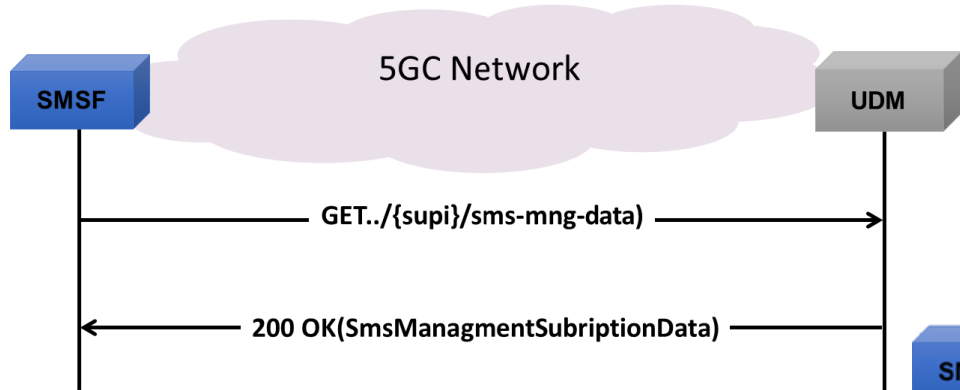 5GC Network
SMSF
UDM
GET../{supi}/sms-mng-data)
200 OK(SmsManagmentSubriptionData)